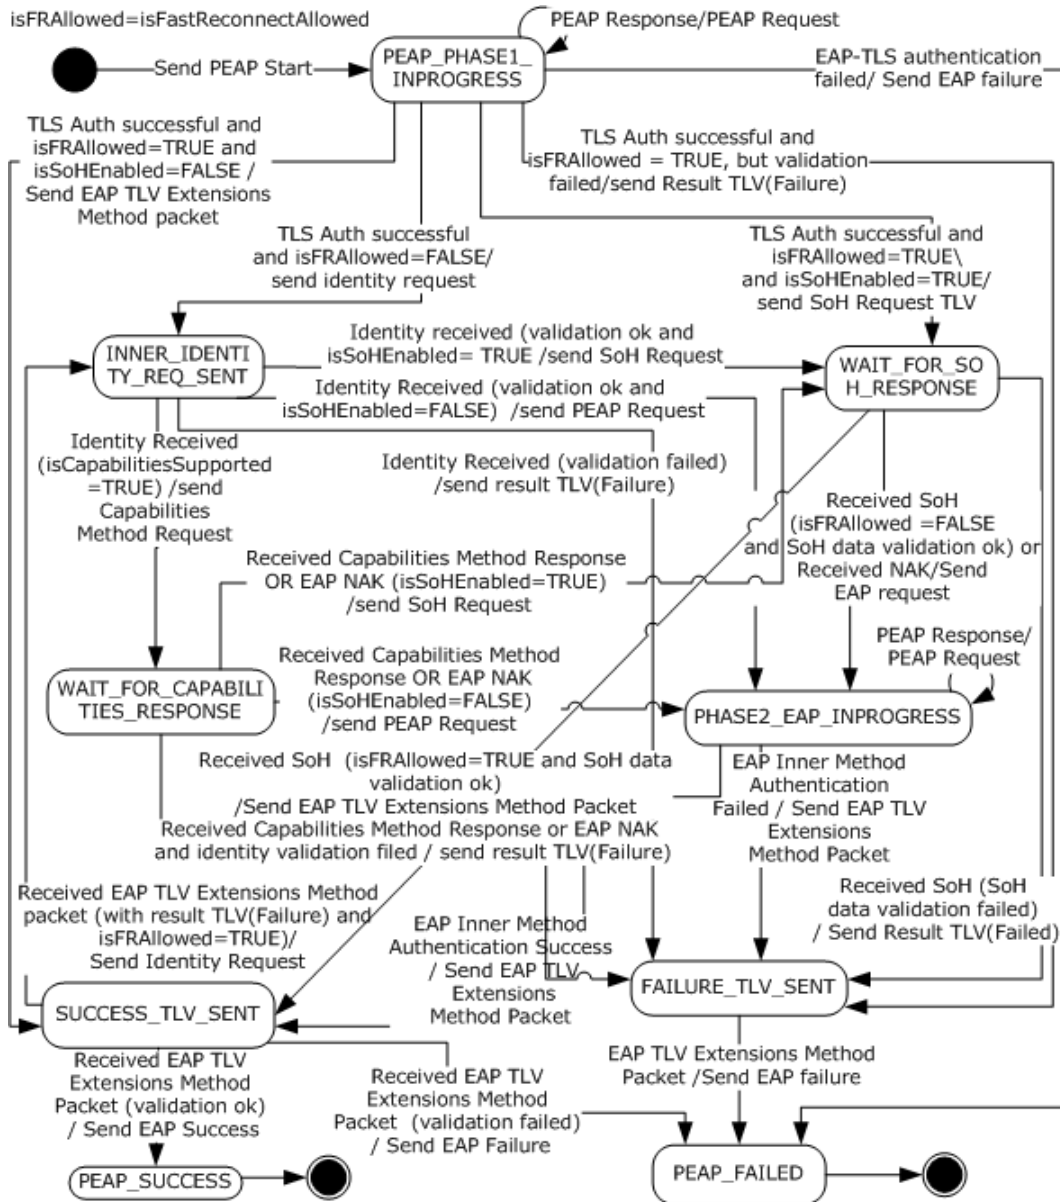 isFRAllowed=isFastReconnectAllowed
PEAP Response/PEAP Request
Send PEAP Start
PEAP_PHASE1_
INPROGRESS
EAP-TLS authentication
failed/ Send EAP failure
TLS Auth successful and
isFRAllowed=TRUE and
isSoHEnabled=FALSE /
Send EAP TLV Extensions
Method packet
TLS Auth successful and
isFRAllowed = TRUE, but validation
failed/send Result TLV(Failure)
TLS Auth successful
and isFRAllowed=FALSE/
send identity request
TLS Auth successful and
isFRAllowed=TRUE\
and isSoHEnabled=TRUE/
send SoH Request TLV
INNER_IDENTI
TY_REQ_SENT
Identity received (validation ok and
isSoHEnabled= TRUE /send SoH Request
WAIT_FOR_SO
H_RESPONSE
Identity Received (validation ok and
isSoHEnabled=FALSE)  /send PEAP Request
Identity Received
(isCapabilitiesSupported
=TRUE) /send
Capabilities
Method Request
Identity Received (validation failed)
/send result TLV(Failure)
Received SoH
(isFRAllowed =FALSE
and SoH data validation ok) or
Received NAK/Send
EAP request
Received Capabilities Method Response
OR EAP NAK (isSoHEnabled=TRUE)
/send SoH Request
PEAP Response/
PEAP Request
WAIT_FOR_CAPABILI
TIES_RESPONSE
Received Capabilities Method
Response OR EAP NAK
(isSoHEnabled=FALSE)
/send PEAP Request
PHASE2_EAP_INPROGRESS
Received SoH  (isFRAllowed=TRUE and SoH data
validation ok)
/Send EAP TLV Extensions Method Packet
EAP Inner Method
Authentication
Failed / Send EAP TLV
Extensions
Method Packet
Received Capabilities Method Response or EAP NAK
and identity validation filed / send result TLV(Failure)
Received EAP TLV Extensions Method
packet (with result TLV(Failure) and
isFRAllowed=TRUE)/
Send Identity Request
EAP Inner Method
Authentication Success
/ Send EAP TLV
Extensions
Method Packet
Received SoH (SoH
data validation failed)
/ Send Result TLV(Failed)
SUCCESS_TLV_SENT
FAILURE_TLV_SENT
Received EAP TLV
Extensions Method
Packet (validation ok)
/ Send EAP Success
Received EAP TLV
Extensions Method
Packet  (validation failed)
/ Send EAP Failure
EAP TLV Extensions Method
Packet /Send EAP failure
PEAP_SUCCESS
PEAP_FAILED